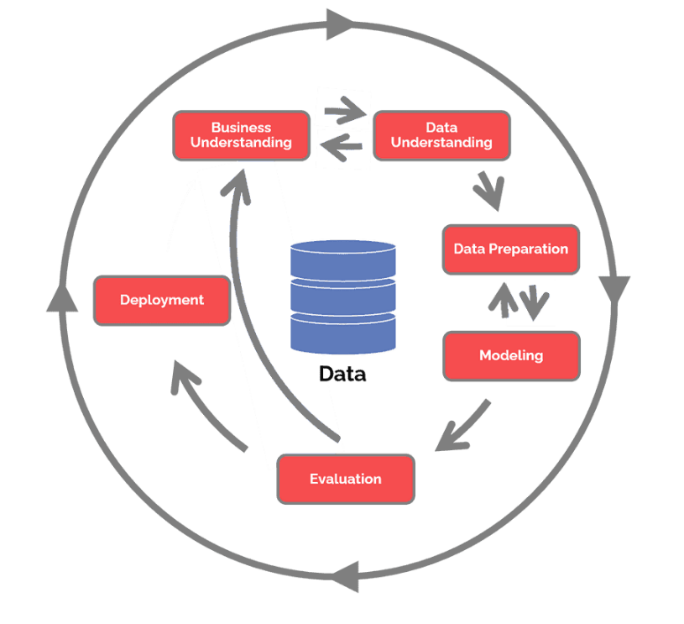 Business
Understanding
Data
Understanding
Data Preparation
Deployment
Modeling
Data
Evaluation